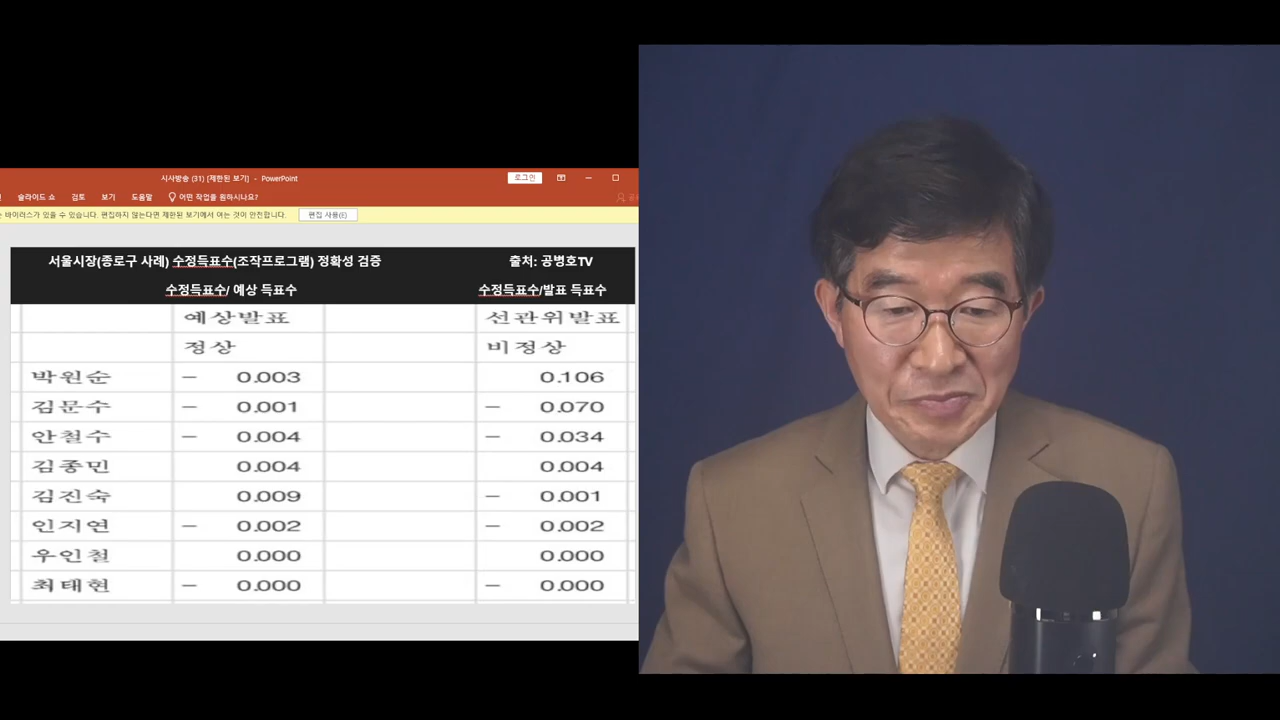 시사방송 (31) [제한된 보기] - PowerPoint
로그인
슬라이드 쇼 검토 보기 도움말 어떤 작업을 원하시나요?
바이러스가 있을 수 있습니다. 편집하지 않는다면 제한된 보기에서 여는 것이 안전합니다. 편집 사용(E)
서울시장(종로구 사례) 수정득표수(조작프로그램) 정확성 검증 출처: 공병호TV
수정득표수/ 예상 득표수 수정득표수/발표 득표수
예상발표 선관위발표
정상 비정상
박원순 - 0.003 0.106
김문수 - 0.001 - 0.070
안철수 - 0.004 - 0.034
김종민 0.004 0.004
김진숙 0.009 - 0.001
인지연 - 0.002 - 0.002
우인철 0.000 0.000
최태현 - 0.000 - 0.000